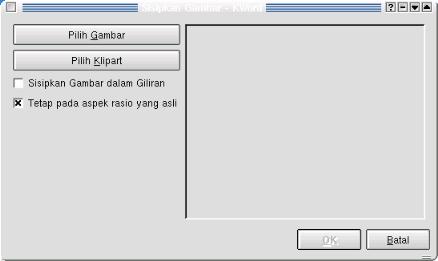 Sisipkan Gambar - KWord
Pilih Gambar
Pilih Klipart
Sisipkan Gambar dalam Giliran
Tetap pada aspek rasio yang asli
OK
Batal